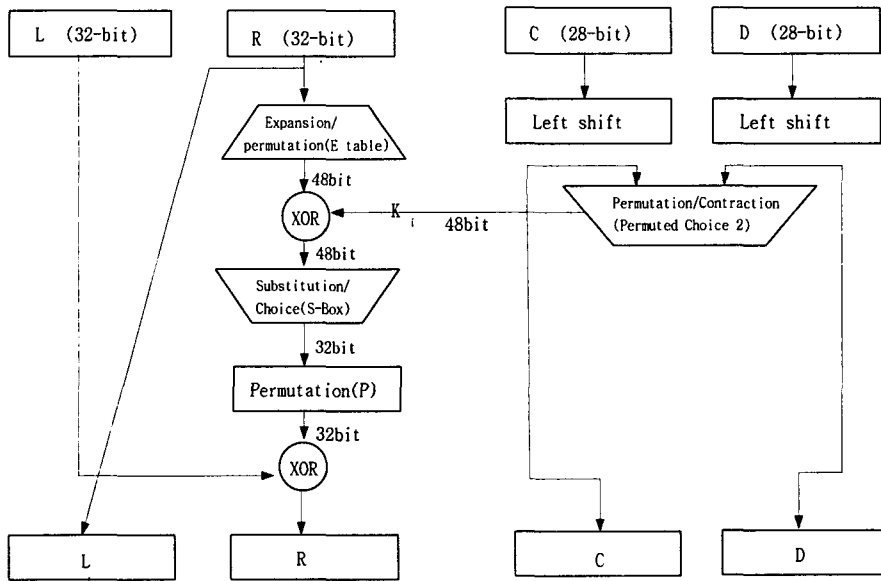 L (32-bit)
R (32-bit)
C (28-bit)
D (28-bit)
Expansion/
permutation(E table)
Left shift
Left shift
48bit
XOR
K
48bit
Permutation/Contraction
(Permuted Choice 2)
48bit
Substitution/
Choice(S-Box)
32bit
Permutation(P)
32bit
XOR
L
R
C
D